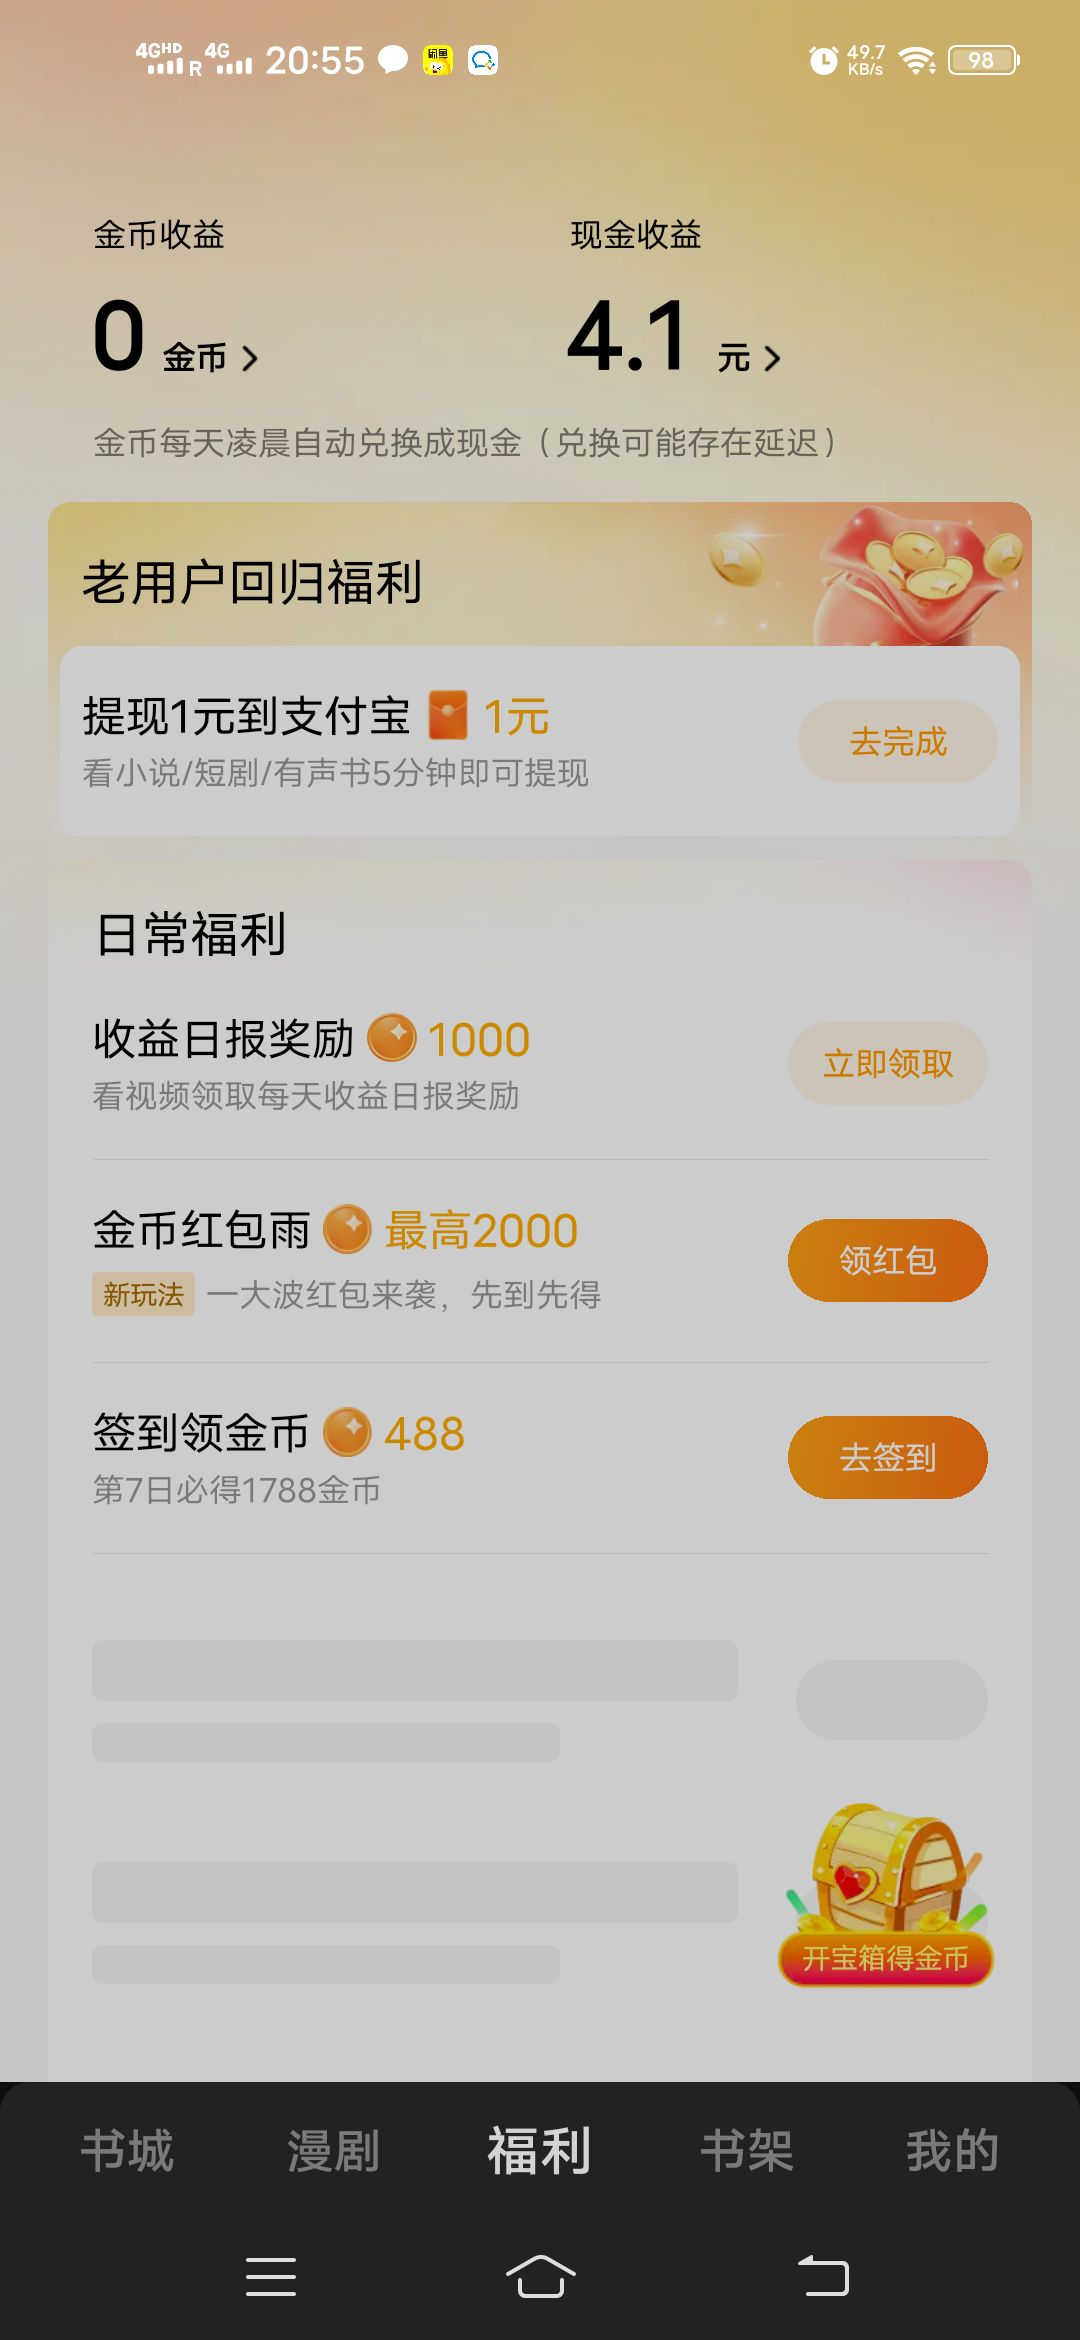 4GHD R 4G 20:55 49.7 KB/s 98
金币收益 现金收益
0 金币 4.1 元
金币每天凌晨自动兑换成现金（兑换可能存在延迟）
老用户回归福利
提现1元到支付宝 1元
看小说/短剧/有声书5分钟即可提现
去完成
日常福利
收益日报奖励 1000
看视频领取每天收益日报奖励
立即领取
金币红包雨 最高2000
新玩法 一大波红包来袭，先到先得
领红包
签到领金币 488
第7日必得1788金币
去签到
开宝箱得金币
书城 漫剧 福利 书架 我的